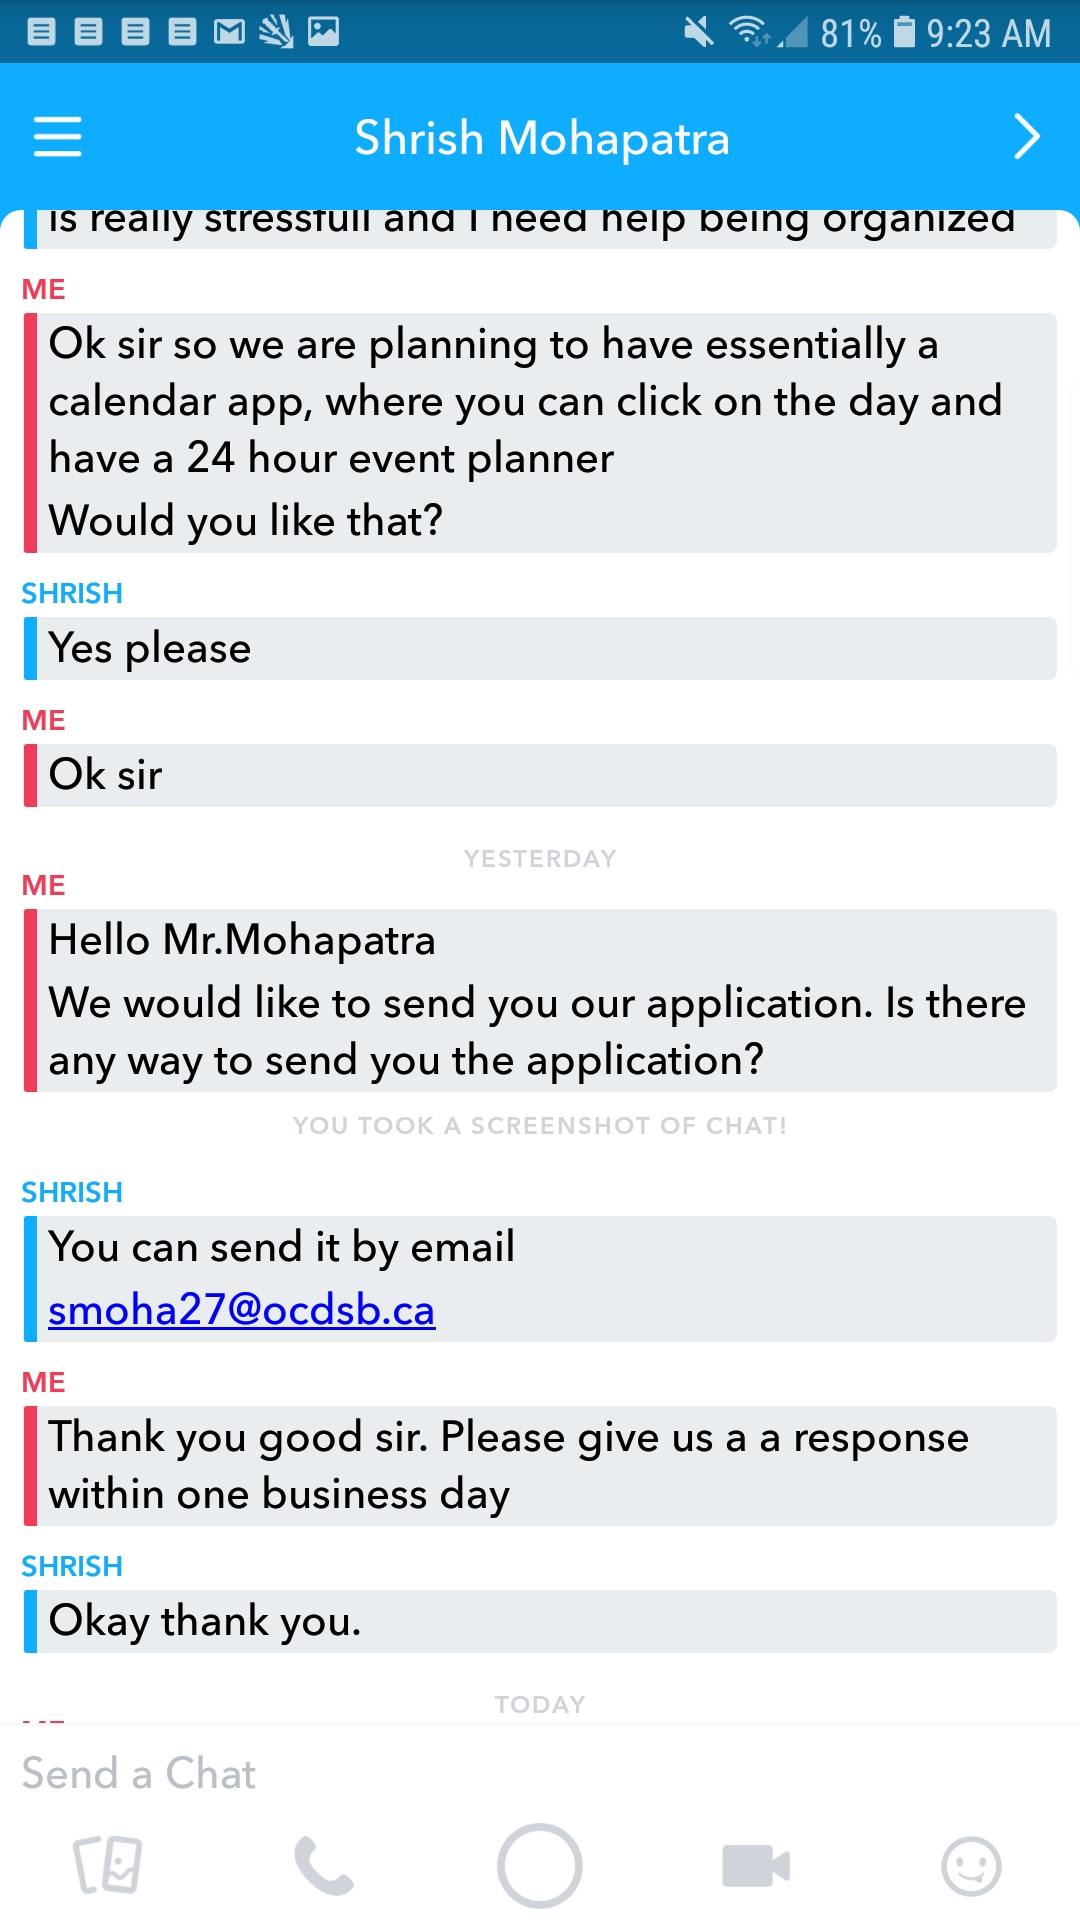 81% 9:23 AM
Shrish Mohapatra
is really stressfull and I need help being organized
ME
Ok sir so we are planning to have essentially a
calendar app, where you can click on the day and
have a 24 hour event planner
Would you like that?
SHRISH
Yes please
ME
Ok sir
YESTERDAY
ME
Hello Mr.Mohapatra
We would like to send you our application. Is there
any way to send you the application?
YOU TOOK A SCREENSHOT OF CHAT!
SHRISH
You can send it by email
smoha27@ocdsb.ca
ME
Thank you good sir. Please give us a a response
within one business day
SHRISH
Okay thank you.
TODAY
Send a Chat